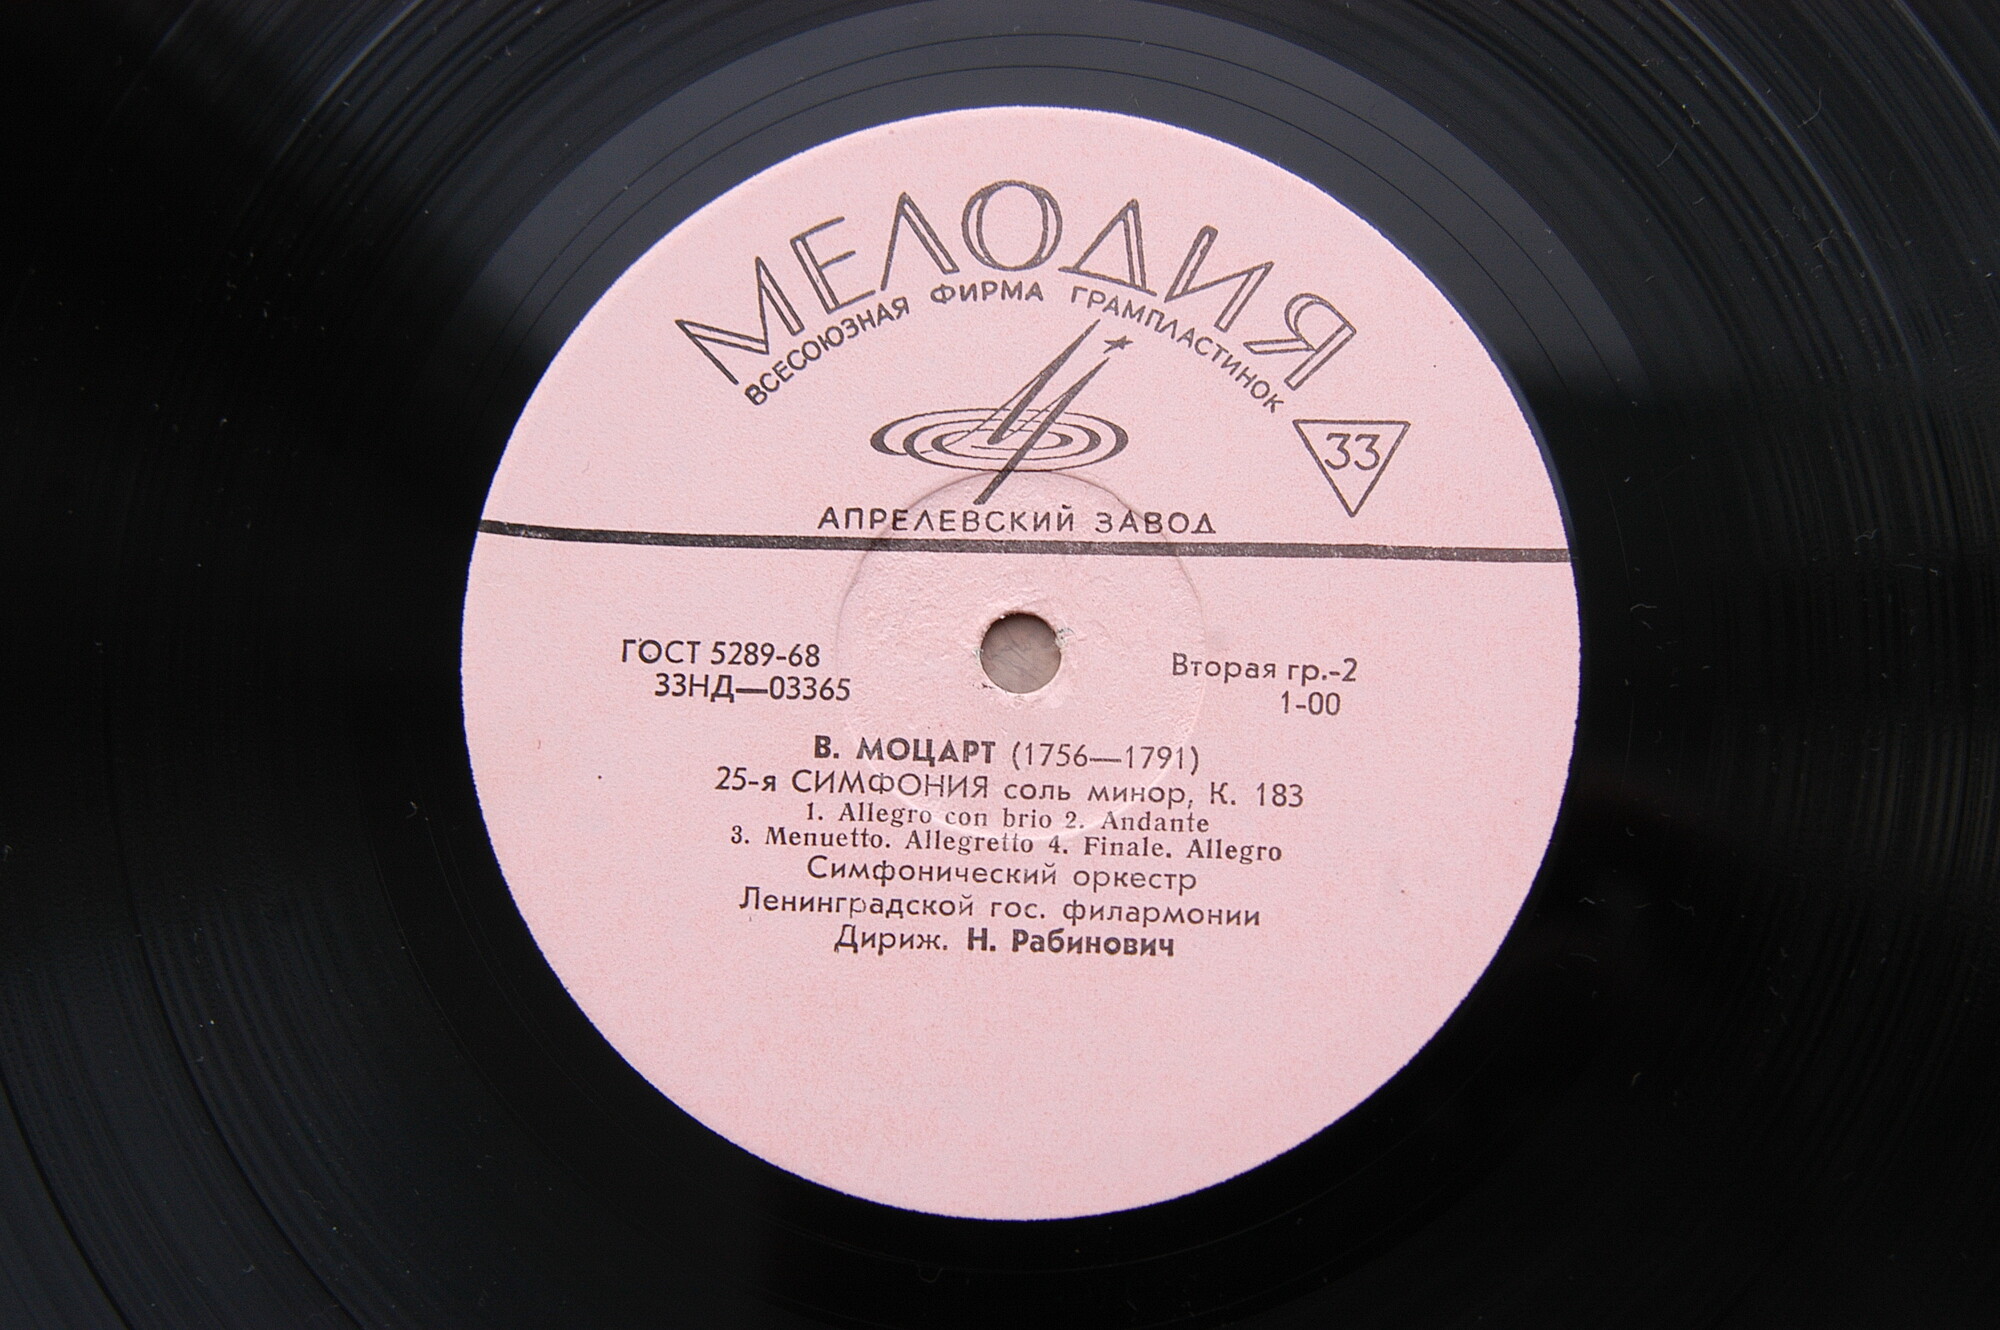 МЕЛОДИЯ
ВСЕСОЮЗНАЯ ФИРМА ГРАМПЛАСТИНОК
33
АПРЕЛЕВСКИЙ ЗАВОД
ГОСТ 5289-68
33НД—03365
Вторая гр.-2
1-00
В. МОЦАРТ (1756—1791)
25-я СИМФОНИЯ соль минор, К. 183
1. Allegro con brio 2. Andante
3. Menuetto. Allegretto 4. Finale. Allegro
Симфонический оркестр
Ленинградской гос. филармонии
Дириж. Н. Рабинович